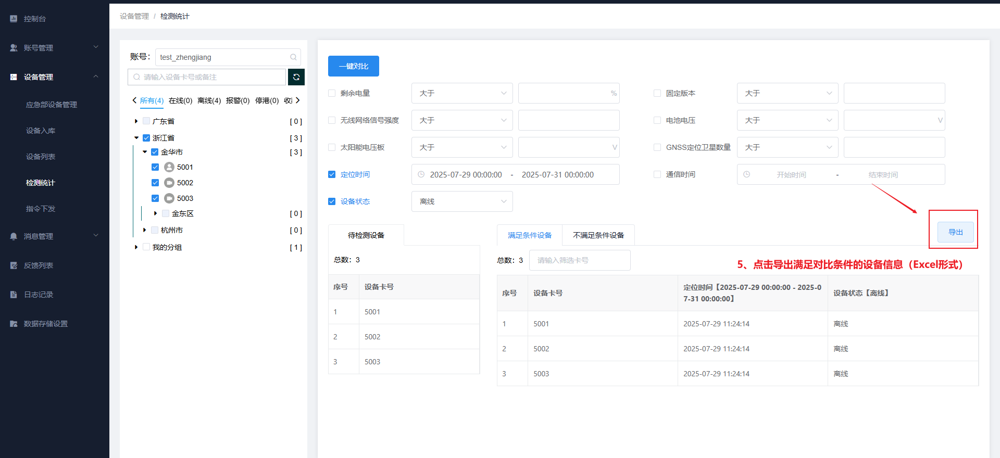 控制台
账号管理
设备管理
应急部设备管理
设备入库
设备列表
检测统计
指令下发
消息管理
反馈列表
日志记录
数据存储设置
设备管理 / 检测统计
账号： test_zhengjiang
请输入设备卡号或备注
所有(4) 在线(0) 离线(4) 报警(0) 停港(0)
广东省 [ 0 ]
浙江省 [ 3 ]
金华市 [ 3 ]
5001
5002
5003
金东区 [ 0 ]
杭州市 [ 0 ]
我的分组 [ 1 ]
一键对比
剩余电量 大于 % 固定版本 大于
无线网络信号强度 大于 电池电压 大于 V
太阳能电压板 大于 V GNSS定位卫星数量 大于
定位时间 2025-07-29 00:00:00 - 2025-07-31 00:00:00 通信时间 开始时间 - 结束时间
设备状态 离线
待检测设备
总数：3
序号 设备卡号
1 5001
2 5002
3 5003
满足条件设备 不满足条件设备 导出
总数：3 请输入筛选卡号
5、点击导出满足对比条件的设备信息（Excel形式）
序号 设备卡号 定位时间【2025-07-29 00:00:00 - 2025-0
7-31 00:00:00】 设备状态【离线】
1 5001 2025-07-29 11:24:14 离线
2 5002 2025-07-29 11:24:14 离线
3 5003 2025-07-29 11:24:14 离线